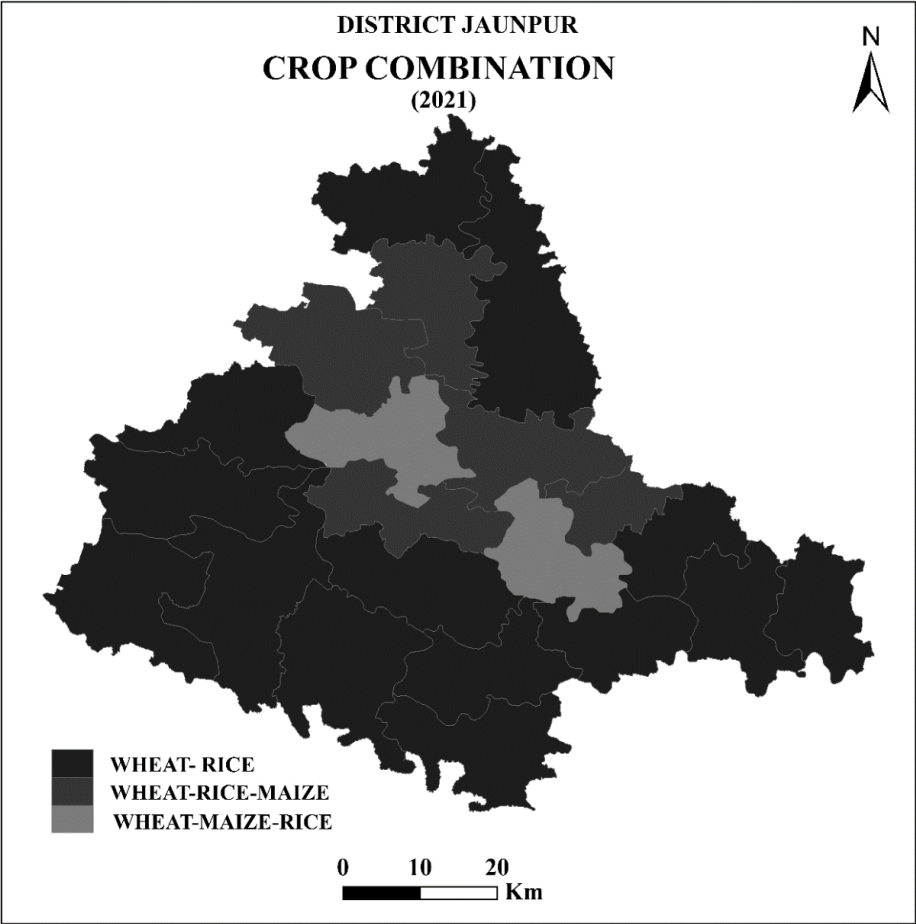 DISTRICT JAUNPUR
N
CROP COMBINATION
(2021)
WHEAT- RICE
WHEAT-RICE-MAIZE
WHEAT-MAIZE-RICE
0 10 20
Km